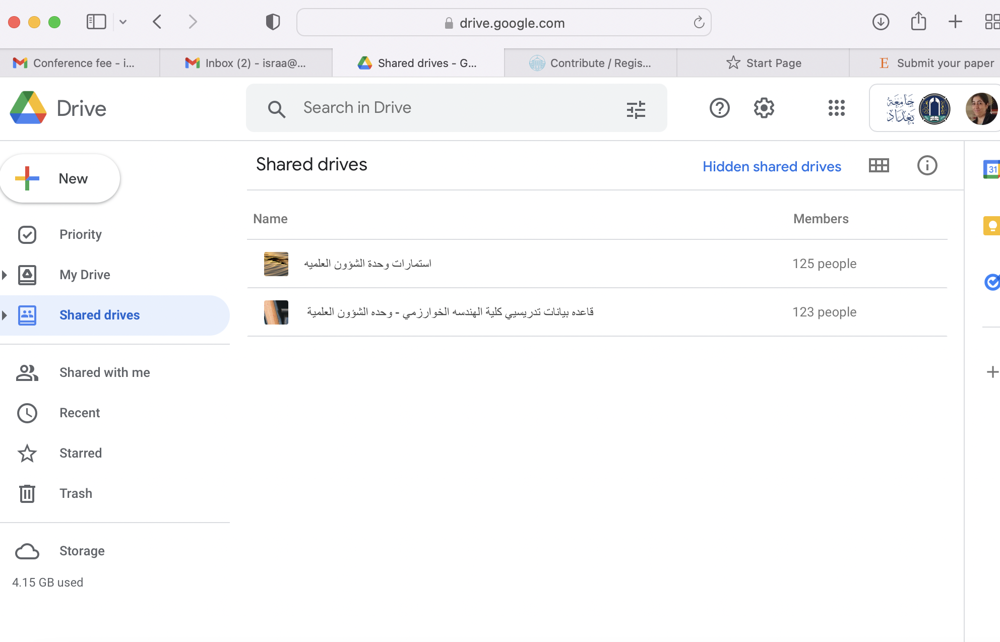 drive.google.com
Conference fee - i...
Inbox (2) - israa@...
Shared drives - G...
Contribute / Regis...
Start Page
E Submit your paper
Drive
Search in Drive
جامعة
بغداد
New
Shared drives
Hidden shared drives
31
Name
Members
Priority
استمارات وحدة الشؤون العلميه
125 people
My Drive
Shared drives
قاعده بيانات تدريسيي كلية الهندسه الخوارزمي - وحده الشؤون العلمية
123 people
Shared with me
Recent
Starred
Trash
Storage
4.15 GB used